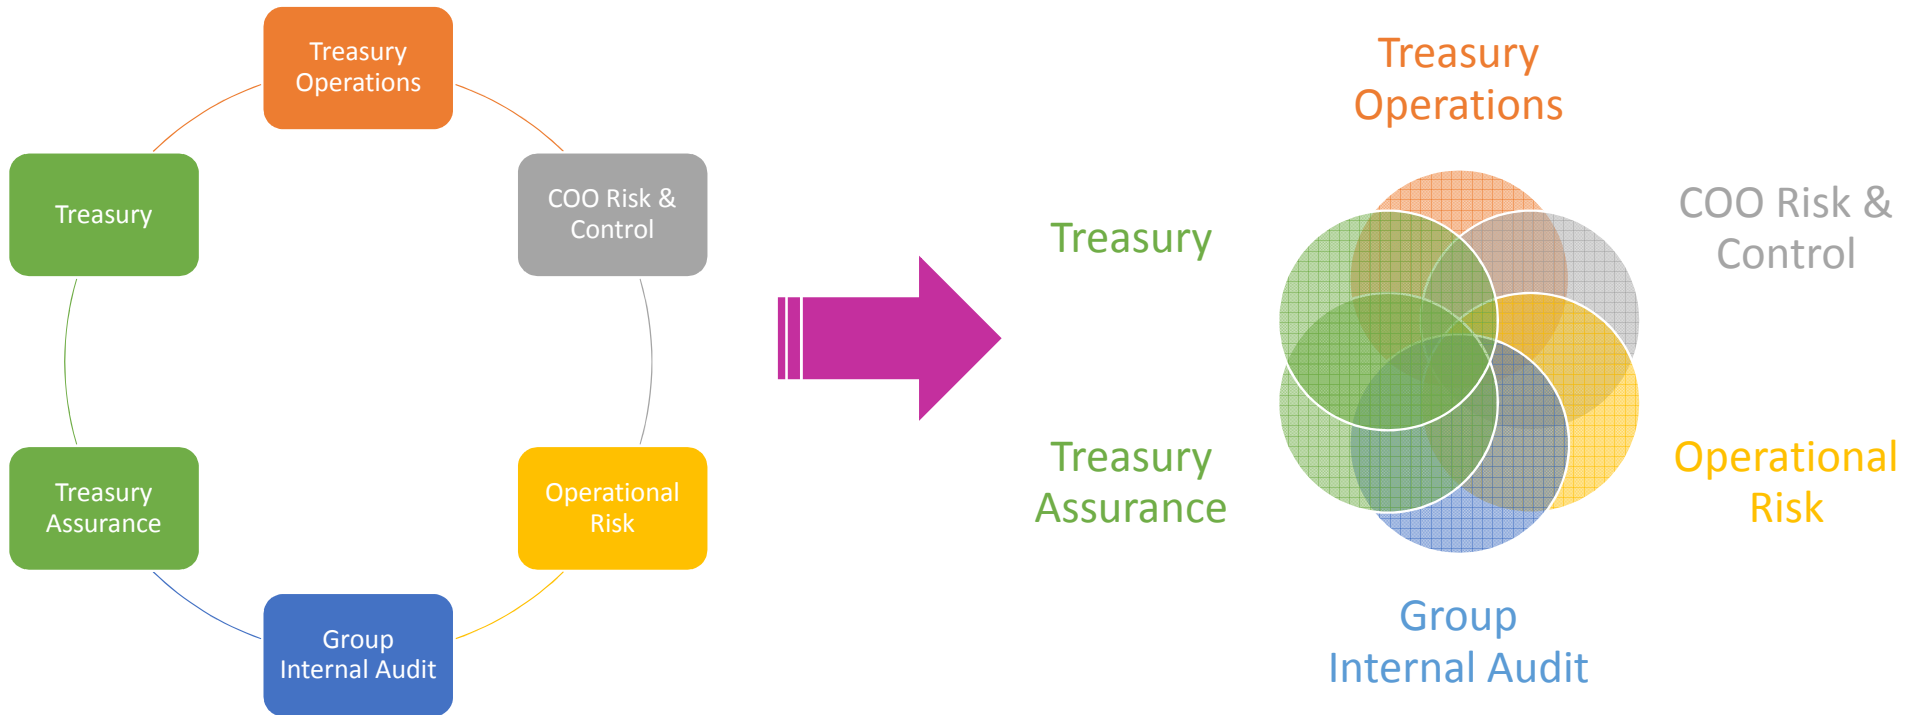 Treasury
Operations
Treasury
COO Risk &
Control
Treasury
Assurance
Operational
Risk
Group
Internal Audit
Treasury
Operations
Treasury
COO Risk &
Control
Treasury
Assurance
Operational
Risk
Group
Internal Audit